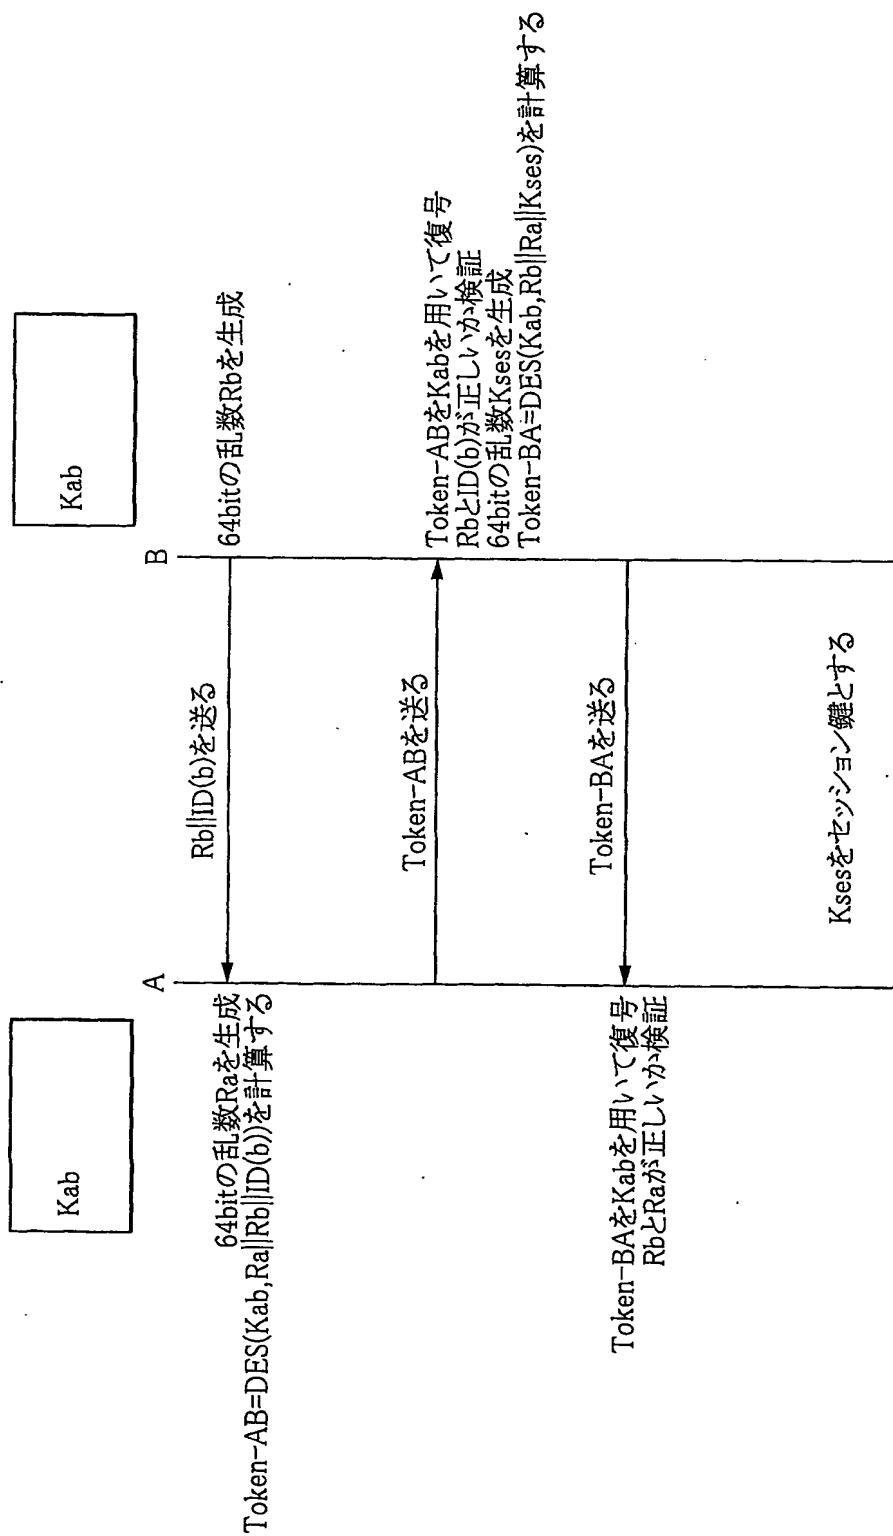 Kab
Kab
A
B
64bitの乱数Rbを生成
Rb||ID(b)を送る
64bitの乱数Raを生成
Token-AB=DES(Kab,Ra||Rb||ID(b))を計算する
Token-ABを送る
Token-ABをKabを用いて復号
RbとID(b)が正しいか検証
64bitの乱数Ksesを生成
Token-BA=DES(Kab,Rb||Ra||Kses)を計算する
Token-BAを送る
Token-BAをKabを用いて復号
RbとRaが正しいか検証
Ksesをセッション鍵とする